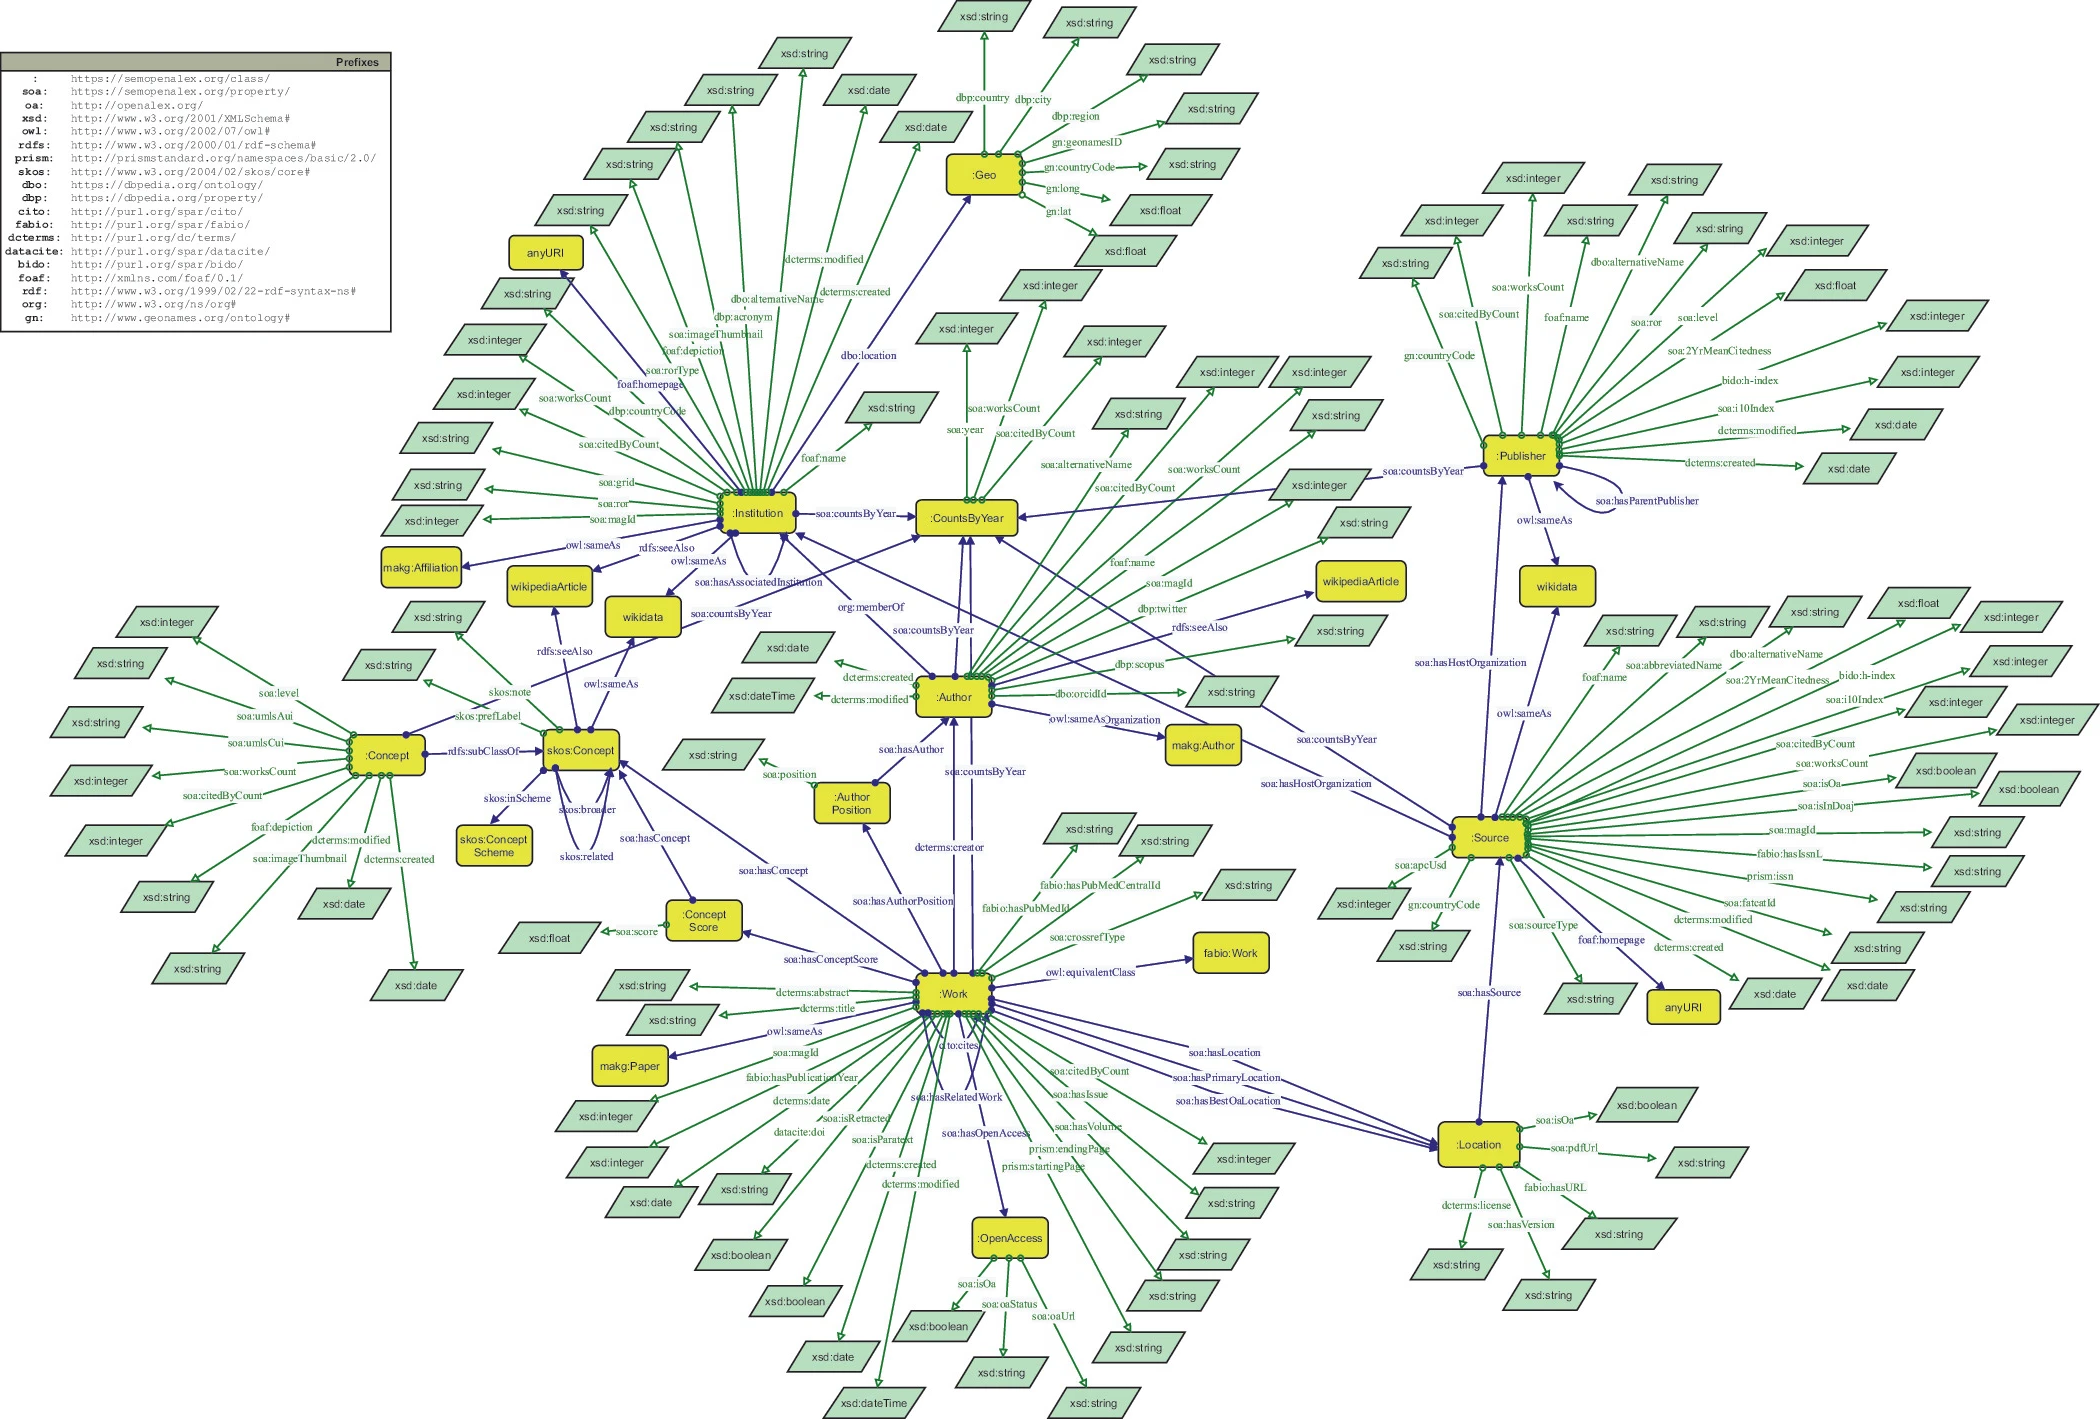 Prefixes
: https://semopenalex.org/class/
soa: https://semopenalex.org/property/
oa: http://openalex.org/
xsd: http://www.w3.org/2001/XMLSchema#
owl: http://www.w3.org/2002/07/owl#
rdfs: http://www.w3.org/2000/01/rdf-schema#
prism: http://prismstandard.org/namespaces/basic/2.0/
skos: http://www.w3.org/2004/02/skos/core#
dbo: https://dbpedia.org/ontology/
dbp: https://dbpedia.org/property/
cito: http://purl.org/spar/cito/
fabio: http://purl.org/spar/fabio/
dcterms: http://purl.org/dc/terms/
datacite: http://purl.org/spar/datacite/
bido: http://purl.org/spar/bido/
foaf: http://xmlns.com/foaf/0.1/
rdf: http://www.w3.org/1999/02/22-rdf-syntax-ns#
org: http://www.w3.org/ns/org#
gn: http://www.geonames.org/ontology#
xsd:string
xsd:string
xsd:string
xsd:string
xsd:string
xsd:float
xsd:float
dbp:country
dbp:city
dbp:region
gn:geonamesID
gn:countryCode
gn:long
gn:lat
:Geo
xsd:string
xsd:string
xsd:date
xsd:string
xsd:date
xsd:string
xsd:string
anyURI
xsd:string
xsd:integer
xsd:integer
xsd:string
xsd:string
xsd:integer
xsd:string
dcterms:modified
dcterms:created
dbo:alternativeName
dbp:acronym
soa:imageThumbnail
foaf:depiction
soa:rorType
foaf:homepage
soa:worksCount
dbp:countryCode
soa:citedByCount
soa:grid
soa:ror
soa:magId
foaf:name
dbo:location
:Institution
soa:countsByYear
owl:sameAs
rdfs:seeAlso
owl:sameAs
soa:hasAssociatedInstitution
makg:Affiliation
wikipediaArticle
wikidata
xsd:integer
xsd:integer
xsd:integer
soa:year
soa:worksCount
soa:citedByCount
:CountsByYear
xsd:integer
xsd:integer
xsd:string
xsd:string
xsd:integer
xsd:string
wikipediaArticle
xsd:string
xsd:string
makg:Author
xsd:date
xsd:dateTime
soa:alternativeName
soa:worksCount
soa:citedByCount
foaf:name
soa:magId
dbp:twitter
rdfs:seeAlso
dbp:scopus
dbo:orcidId
owl:sameAs
Organization
dcterms:created
dcterms:modified
org:memberOf
soa:countsByYear
soa:countsByYear
:Author
xsd:string
xsd:integer
xsd:integer
xsd:string
xsd:string
xsd:string
xsd:integer
xsd:float
xsd:integer
xsd:integer
xsd:date
xsd:date
gn:countryCode
soa:citedByCount
soa:worksCount
foaf:name
dbo:alternativeName
soa:ror
soa:level
soa:2YrMeanCitedness
bido:h-index
soa:i10Index
dcterms:modified
dcterms:created
:Publisher
soa:countsByYear
soa:hasParentPublisher
owl:sameAs
wikidata
soa:hasHostOrganization
owl:sameAs
xsd:integer
xsd:string
xsd:string
xsd:integer
xsd:integer
xsd:string
xsd:string
xsd:date
xsd:date
soa:level
soa:umlsAui
soa:umlsCui
soa:worksCount
soa:citedByCount
foaf:depiction
soa:imageThumbnail
dcterms:modified
dcterms:created
:Concept
rdfs:subClassOf
soa:countsByYear
xsd:string
xsd:string
skos:note
skos:prefLabel
rdfs:seeAlso
owl:sameAs
skos:Concept
skos:inScheme
skos:broader
skos:related
skos:Concept
Scheme
soa:hasConcept
soa:hasConcept
xsd:string
soa:position
:Author
Position
soa:hasAuthor
soa:hasAuthorPosition
dcterms:creator
soa:countsByYear
:Concept
Score
xsd:float
soa:score
soa:hasConceptScore
xsd:string
xsd:string
xsd:string
xsd:float
xsd:integer
xsd:integer
xsd:integer
xsd:integer
xsd:boolean
xsd:boolean
xsd:string
xsd:string
xsd:string
xsd:string
xsd:date
xsd:date
anyURI
xsd:string
xsd:string
xsd:integer
foaf:name
soa:abbreviatedName
dbo:alternativeName
soa:2YrMeanCitedness
bido:h-index
soa:i10Index
soa:citedByCount
soa:worksCount
soa:isOa
soa:isInDoaj
soa:magId
fabio:hasIssnL
prism:issn
soa:fatcatId
dcterms:modified
dcterms:created
foaf:homepage
soa:sourceType
gn:countryCode
soa:apcUsd
:Source
soa:countsByYear
soa:hasHostOrganization
soa:hasSource
xsd:string
xsd:string
xsd:string
fabio:hasPubMedCentralId
fabio:hasPubMedId
soa:crossrefType
owl:equivalentClass
fabio:Work
:Work
xsd:string
xsd:string
makg:Paper
xsd:integer
xsd:integer
xsd:date
xsd:string
xsd:boolean
xsd:boolean
xsd:date
xsd:dateTime
dcterms:abstract
dcterms:title
owl:sameAs
soa:magId
fabio:hasPublicationYear
dcterms:date
datacite:doi
soa:isRetracted
soa:isParatext
dcterms:created
dcterms:modified
cito:cites
soa:hasRelatedWork
soa:hasOpenAccess
soa:citedByCount
soa:hasIssue
soa:hasVolume
prism:endingPage
prism:startingPage
xsd:integer
xsd:string
xsd:string
xsd:string
xsd:string
soa:hasLocation
soa:hasPrimaryLocation
soa:hasBestOaLocation
:OpenAccess
soa:isOa
soa:oaStatus
soa:oaUrl
xsd:boolean
xsd:string
xsd:string
:Location
soa:isOa
soa:pdfUrl
fabio:hasURL
soa:hasVersion
dcterms:license
xsd:boolean
xsd:string
xsd:string
xsd:string
xsd:string